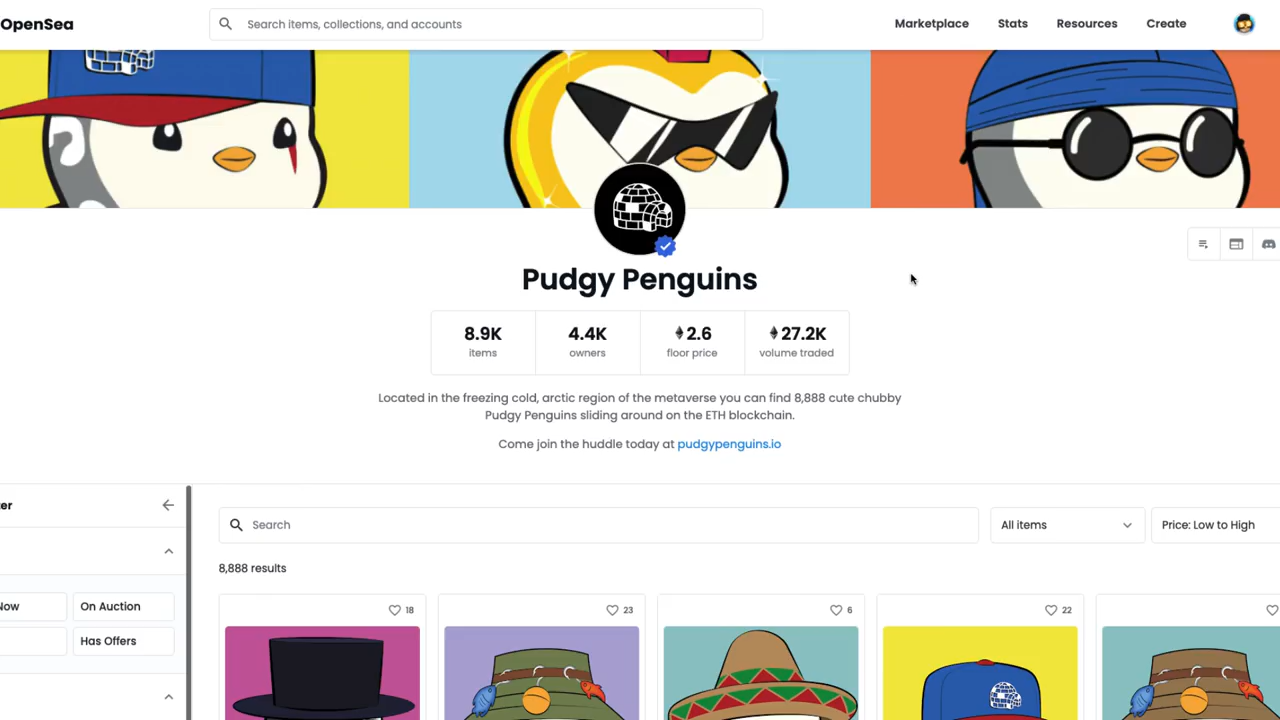 OpenSea
Search items, collections, and accounts
Marketplace
Stats
Resources
Create
Pudgy Penguins
8.9K
items
4.4K
owners
2.6
floor price
27.2K
volume traded
Located in the freezing cold, arctic region of the metaverse you can find 8,888 cute chubby
Pudgy Penguins sliding around on the ETH blockchain.
Come join the huddle today at pudgypenguins.io
ter
Search
All items
Price: Low to High
8,888 results
Now
On Auction
Has Offers
18
23
6
22